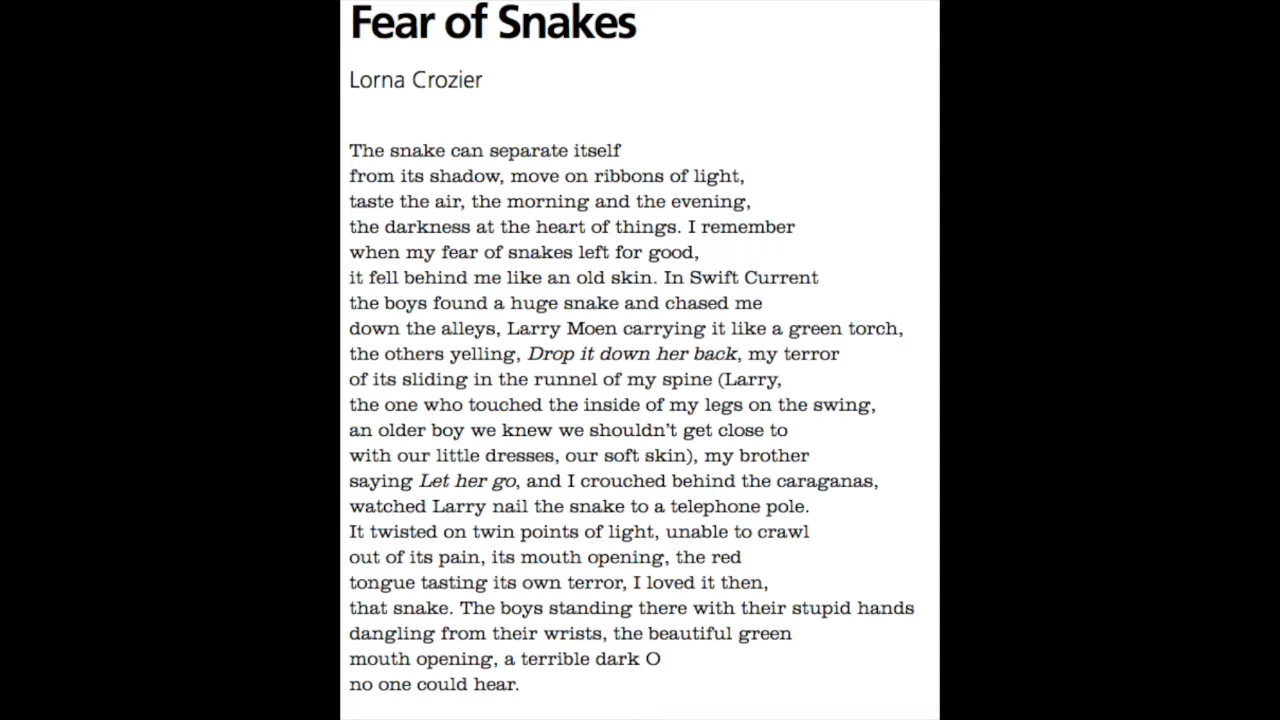 Fear of Snakes
Lorna Crozier
The snake can separate itself
from its shadow, move on ribbons of light,
taste the air, the morning and the evening,
the darkness at the heart of things. I remember
when my fear of snakes left for good,
it fell behind me like an old skin. In Swift Current
the boys found a huge snake and chased me
down the alleys, Larry Moen carrying it like a green torch,
the others yelling, Drop it down her back, my terror
of its sliding in the runnel of my spine (Larry,
the one who touched the inside of my legs on the swing,
an older boy we knew we shouldn't get close to
with our little dresses, our soft skin), my brother
saying Let her go, and I crouched behind the caraganas,
watched Larry nail the snake to a telephone pole.
It twisted on twin points of light, unable to crawl
out of its pain, its mouth opening, the red
tongue tasting its own terror, I loved it then,
that snake. The boys standing there with their stupid hands
dangling from their wrists, the beautiful green
mouth opening, a terrible dark O
no one could hear.